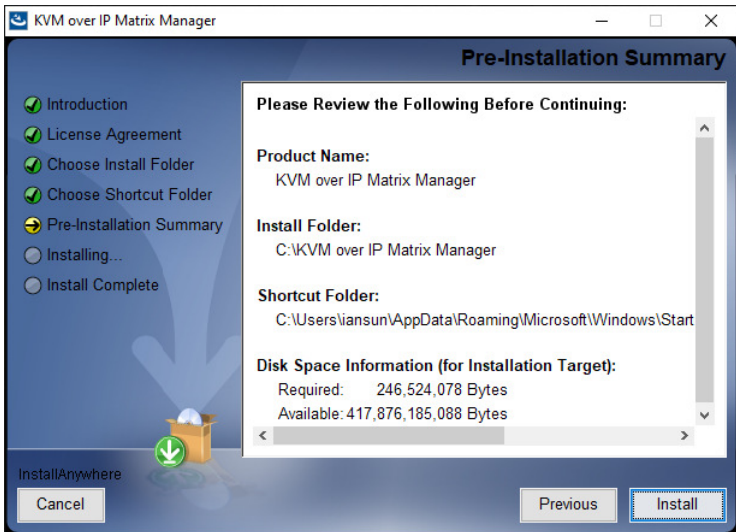 KVM over IP Matrix Manager
Pre-Installation Summary
Introduction
License Agreement
Choose Install Folder
Choose Shortcut Folder
Pre-Installation Summary
Installing...
Install Complete
Please Review the Following Before Continuing:
Product Name:
KVM over IP Matrix Manager
Install Folder:
C:\KVM over IP Matrix Manager
Shortcut Folder:
C:\Users\iansun\AppData\Roaming\Microsoft\Windows\Start
Disk Space Information (for Installation Target):
Required: 246,524,078 Bytes
Available: 417,876,185,088 Bytes
InstallAnywhere
Cancel
Previous
Install